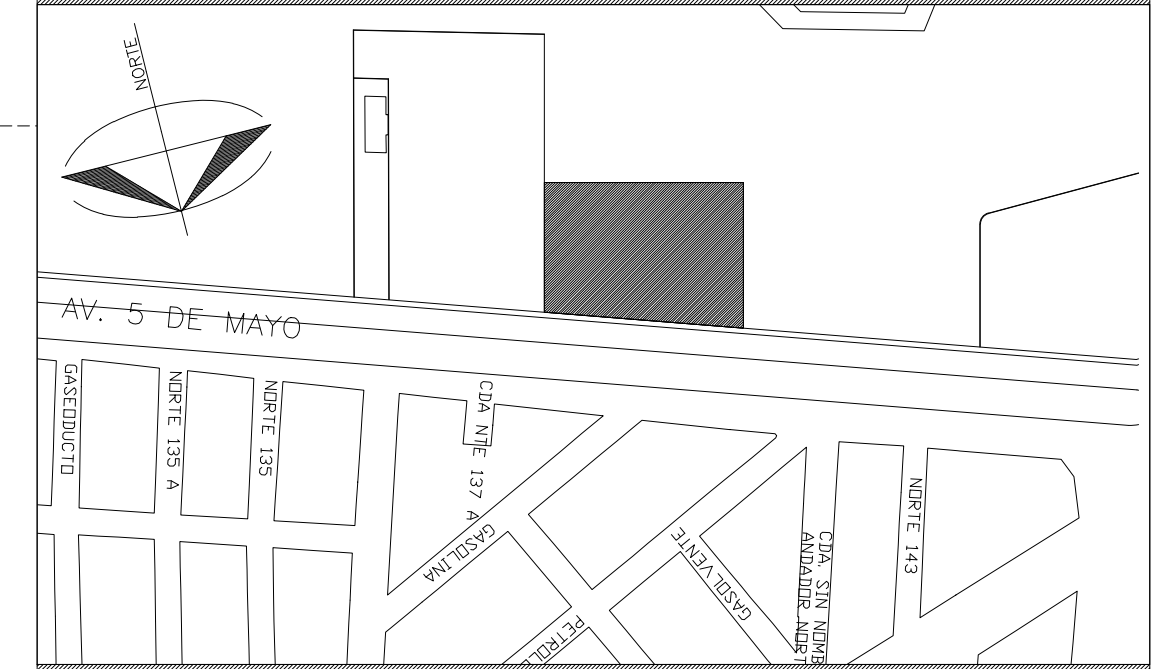 NORTE
AV. 5 DE MAYO
GASEODUCTO
NORTE 135 A
NORTE 135
CDA NTE 137 A
GASOLINA
GASOLVENTE
PETROL
CDA. SIN NOMB
ANDADOR NORT
NORTE 143